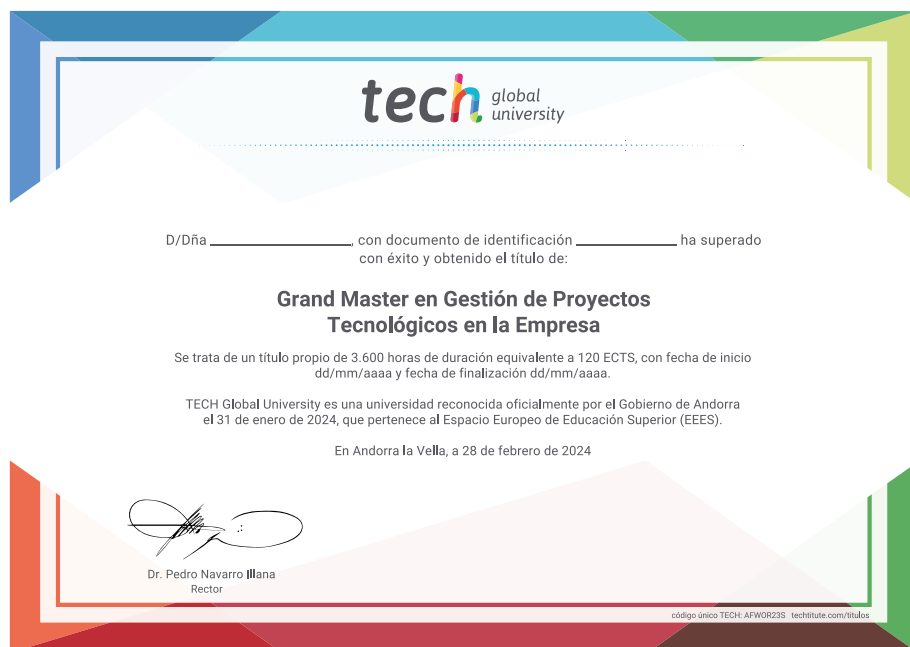 tech global university
D/Dña ______________, con documento de identificación __________ ha superado
con éxito y obtenido el título de:
Grand Master en Gestión de Proyectos
Tecnológicos en la Empresa
Se trata de un título propio de 3.600 horas de duración equivalente a 120 ECTS, con fecha de inicio
dd/mm/aaaa y fecha de finalización dd/mm/aaaa.
TECH Global University es una universidad reconocida oficialmente por el Gobierno de Andorra
el 31 de enero de 2024, que pertenece al Espacio Europeo de Educación Superior (EEES).
En Andorra la Vella, a 28 de febrero de 2024
Dr. Pedro Navarro Illana
Rector
código único TECH: AFWOR23S techtitute.com/titulos